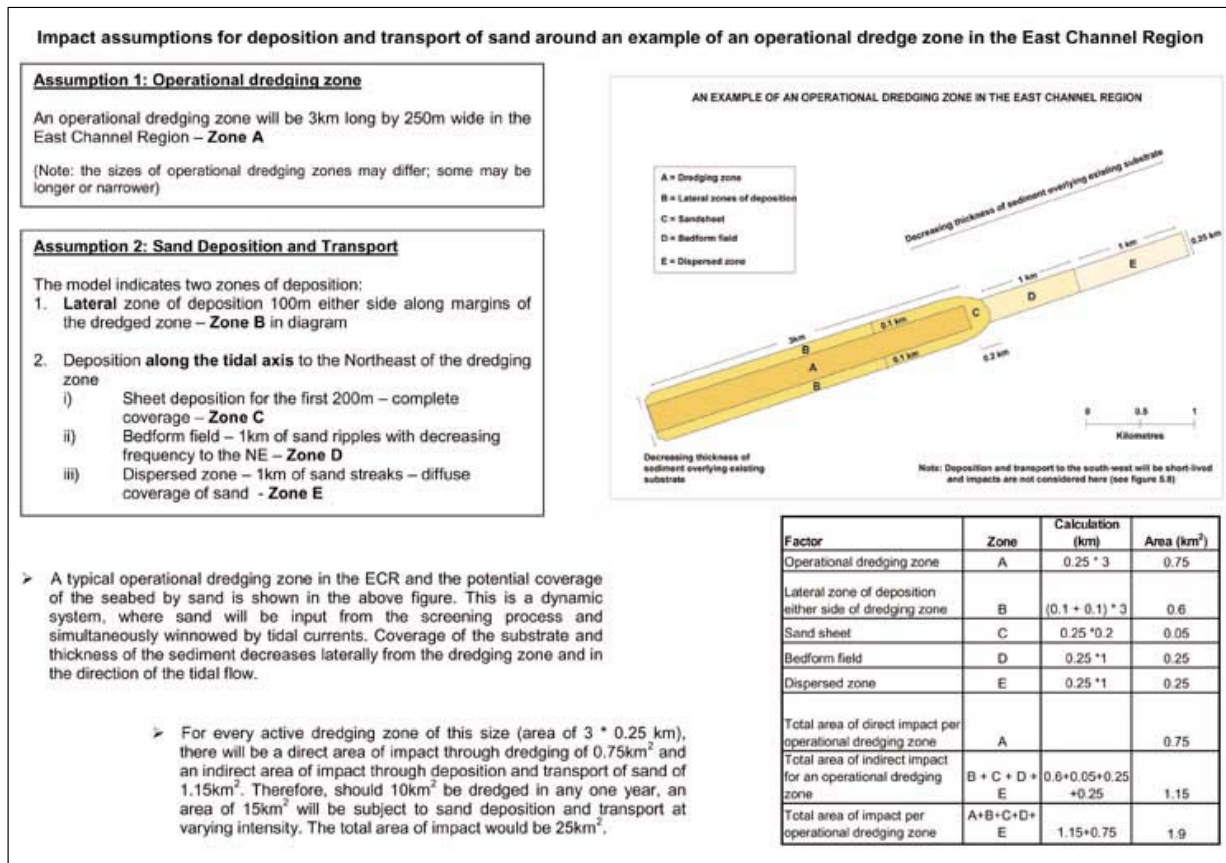 Impact assumptions for deposition and transport of sand around an example of an operational dredge zone in the East Channel Region
Assumption 1: Operational dredging zone
An operational dredging zone will be 3km long by 250m wide in the
East Channel Region – Zone A
(Note: the sizes of operational dredging zones may differ; some may be
longer or narrower)
Assumption 2: Sand Deposition and Transport
The model indicates two zones of deposition:
1. Lateral zone of deposition 100m either side along margins of
the dredged zone – Zone B in diagram
2. Deposition along the tidal axis to the Northeast of the dredging
zone
i) Sheet deposition for the first 200m – complete
coverage – Zone C
ii) Bedform field – 1km of sand ripples with decreasing
frequency to the NE – Zone D
iii) Dispersed zone – 1km of sand streaks – diffuse
coverage of sand - Zone E
AN EXAMPLE OF AN OPERATIONAL DREDGING ZONE IN THE EAST CHANNEL REGION
A = Dredging zone
B = Lateral zones of deposition
C = Sandsheet
D = Bedform field
E = Dispersed zone
Decreasing thickness of sediment overlying existing substrate
1 km
0.25 km
1 km
E
D
C
0.1 km
3km
B
0.1 km
A
B
0.2 km
0 0.5 1
Kilometres
Decreasing thickness of
sediment overlying existing
substrate
Note: Deposition and transport to the south-west will be short-lived
and impacts are not considered here (see figure 5.8)
➢ A typical operational dredging zone in the ECR and the potential coverage
of the seabed by sand is shown in the above figure. This is a dynamic
system, where sand will be input from the screening process and
simultaneously winnowed by tidal currents. Coverage of the substrate and
thickness of the sediment decreases laterally from the dredging zone and in
the direction of the tidal flow.
➢ For every active dredging zone of this size (area of 3 * 0.25 km),
there will be a direct area of impact through dredging of 0.75km² and
an indirect area of impact through deposition and transport of sand of
1.15km². Therefore, should 10km² be dredged in any one year, an
area of 15km² will be subject to sand deposition and transport at
varying intensity. The total area of impact would be 25km².
Factor Zone Calculation (km) Area (km²)
Operational dredging zone A 0.25 * 3 0.75
Lateral zone of deposition
either side of dredging zone B (0.1 + 0.1) * 3 0.6
Sand sheet C 0.25 *0.2 0.05
Bedform field D 0.25 *1 0.25
Dispersed zone E 0.25 *1 0.25
Total area of direct impact per
operational dredging zone A 0.75
Total area of indirect impact
for an operational dredging B + C + D + 0.6+0.05+0.25
zone E +0.25 1.15
Total area of impact per A+B+C+D+
operational dredging zone E 1.15+0.75 1.9